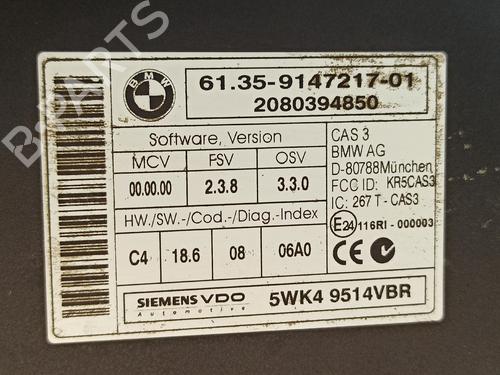 B-PARTS
BMW
61.35-9147217-01
2080394850
Software, Version
MCV FSV OSV
00.00.00 2.3.8 3.3.0
HW./SW.-/Cod.-/Diag.-Index
C4 18.6 08 06A0
CAS 3
BMW AG
D-80788München
FCC ID: KR5CAS3
IC: 267 T - CAS3
E24 116RI - 000003
CE
SIEMENS VDO
Automotive
5WK4 9514VBR